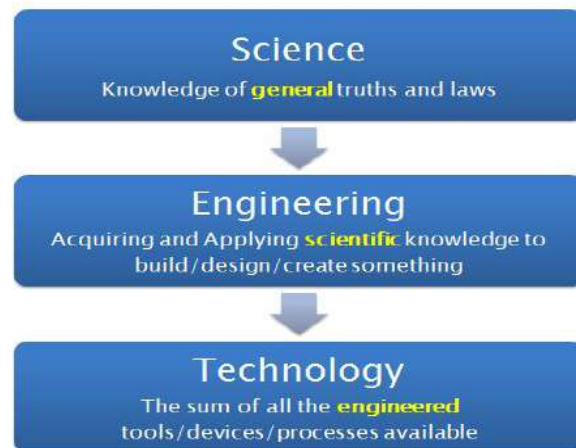 Science
Knowledge of general truths and laws
Engineering
Acquiring and Applying scientific knowledge to
build/design/create something
Technology
The sum of all the engineered
tools/devices/processes available